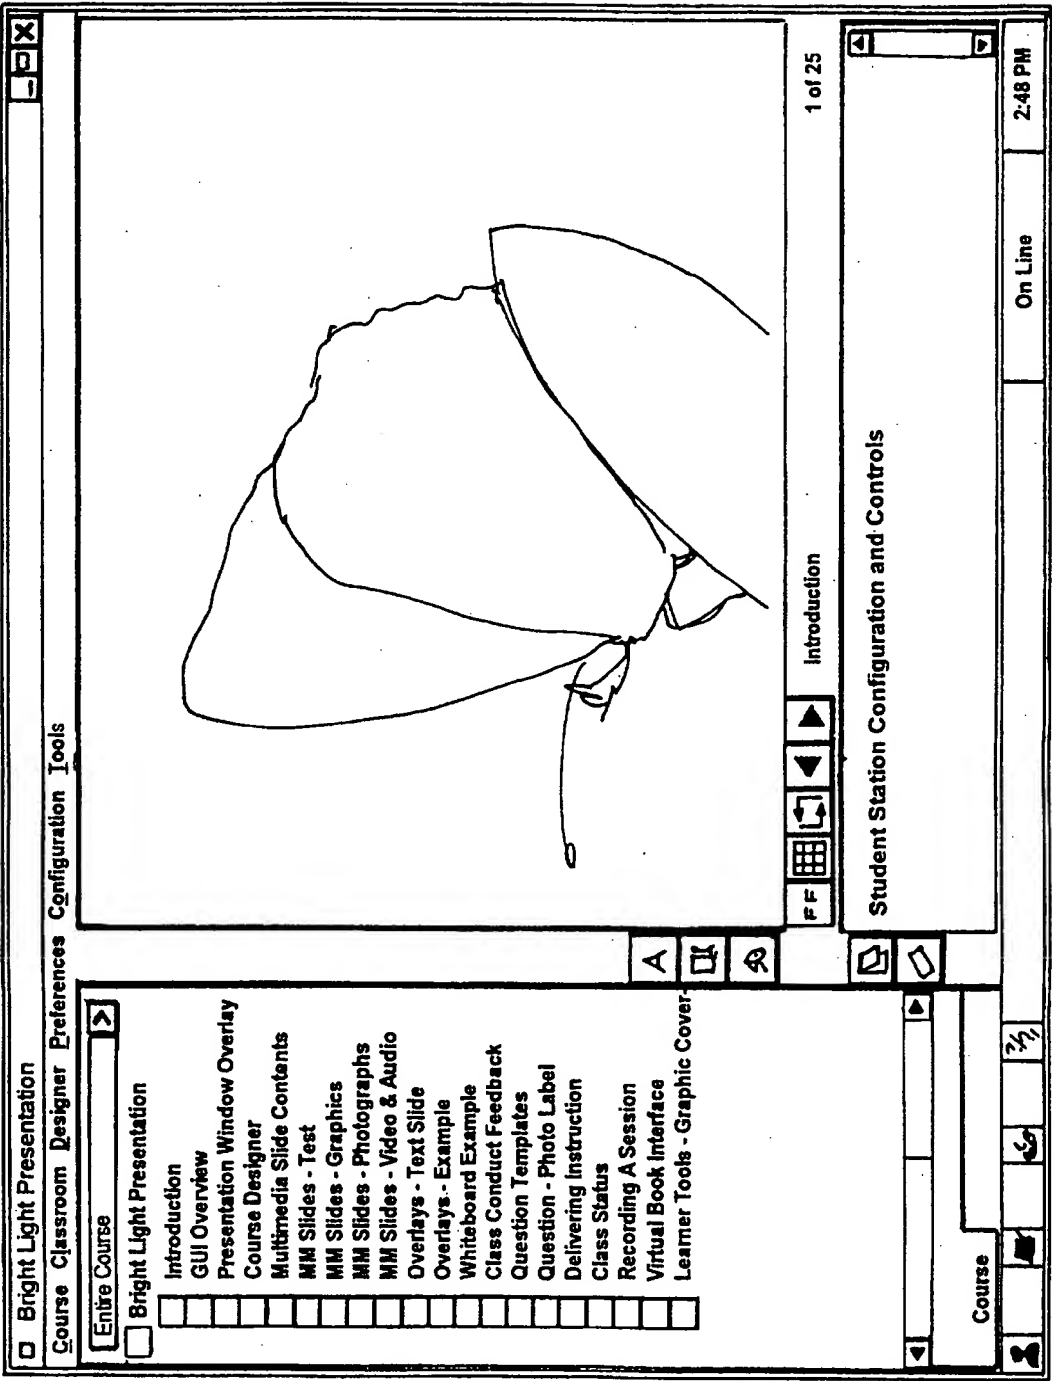 Bright Light Presentation
Course Classroom Designer Preferences Configuration Tools
Entire Course
Bright Light Presentation
Introduction
GUI Overview
Presentation Window Overlay
Course Designer
Multimedia Slide Contents
MM Slides - Test
MM Slides - Graphics
MM Slides - Photographs
MM Slides - Video & Audio
Overlays - Text Slide
Overlays - Example
Whiteboard Example
Class Conduct Feedback
Question Templates
Question - Photo Label
Delivering Instruction
Class Status
Recording A Session
Virtual Book Interface
Learner Tools - Graphic Cover-
A
FF
Introduction
1 of 25
Student Station Configuration and Controls
Course
On Line
2:48 PM